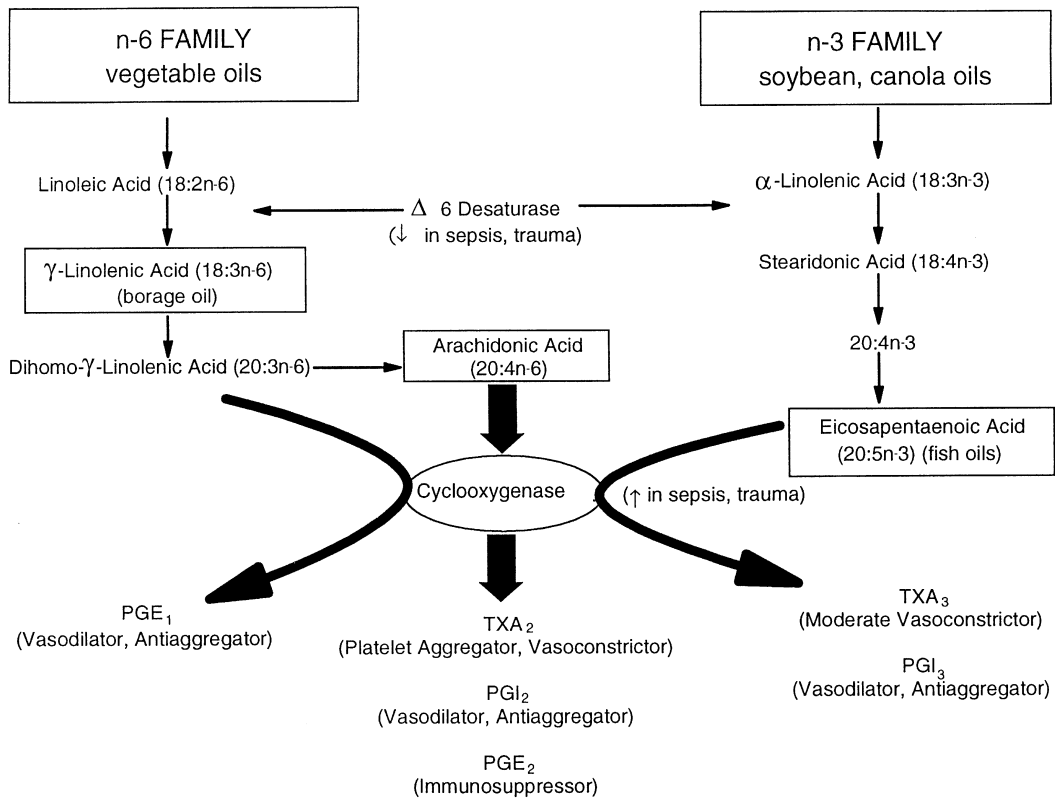 n-6 FAMILY
vegetable oils
n-3 FAMILY
soybean, canola oils
Linoleic Acid (18:2n-6)
α-Linolenic Acid (18:3n-3)
Δ 6 Desaturase
(↓ in sepsis, trauma)
γ-Linolenic Acid (18:3n-6)
(borage oil)
Stearidonic Acid (18:4n-3)
Dihomo-γ-Linolenic Acid (20:3n-6)
Arachidonic Acid
(20:4n-6)
20:4n-3
Eicosapentaenoic Acid
(20:5n-3) (fish oils)
Cyclooxygenase
(↑ in sepsis, trauma)
PGE₁
(Vasodilator, Antiaggregator)
TXA₂
(Platelet Aggregator, Vasoconstrictor)
PGI₂
(Vasodilator, Antiaggregator)
PGE₂
(Immunosuppressor)
TXA₃
(Moderate Vasoconstrictor)
PGI₃
(Vasodilator, Antiaggregator)